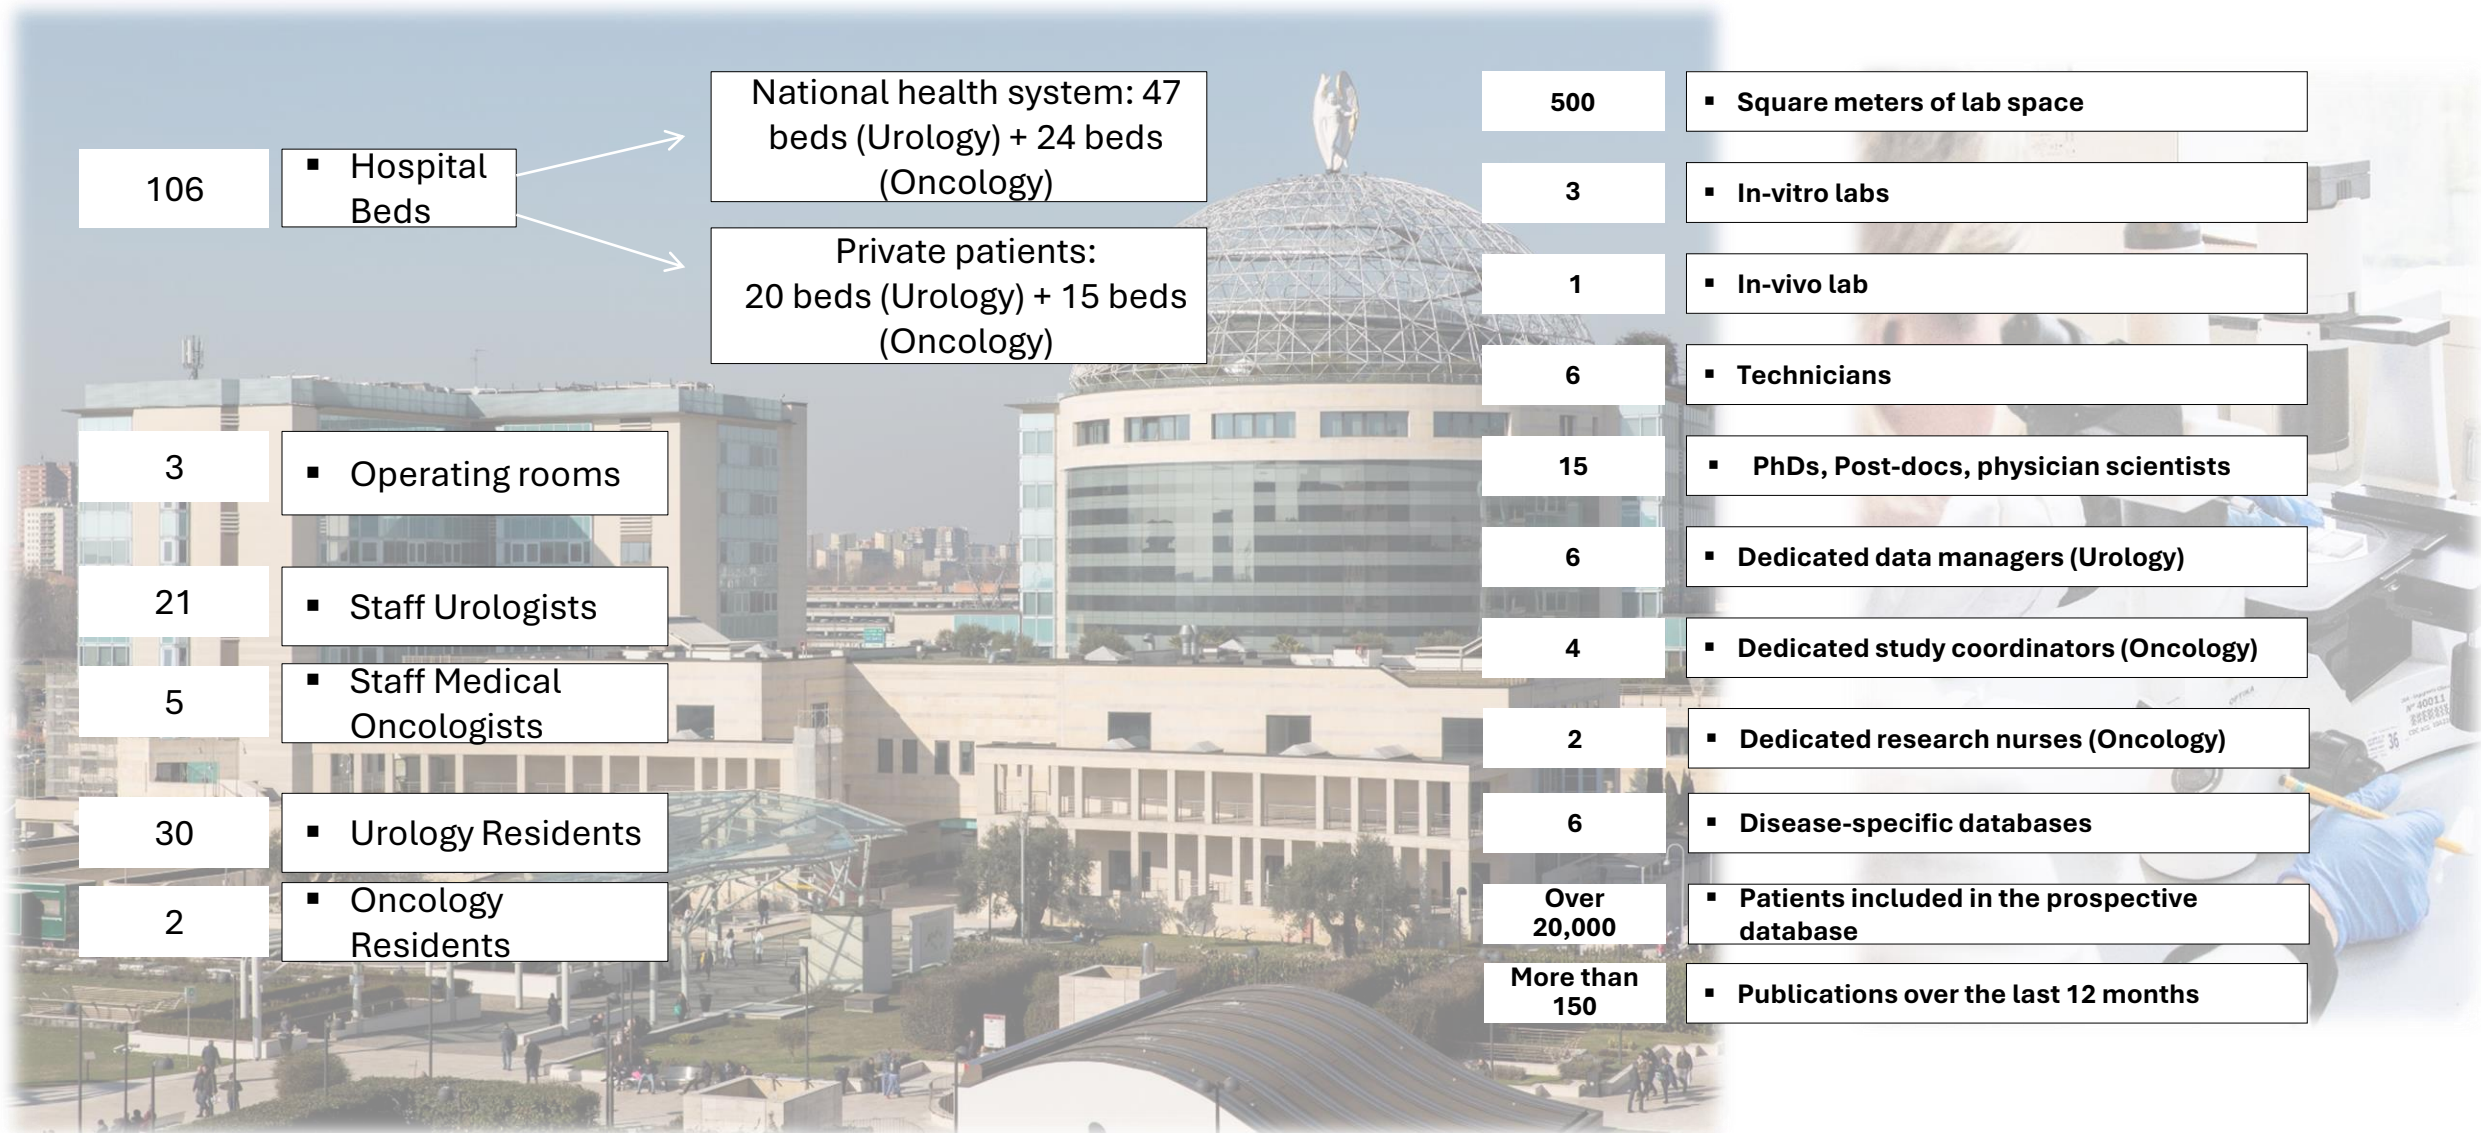 106
▪ Hospital
Beds
National health system: 47
beds (Urology) + 24 beds
(Oncology)
Private patients:
20 beds (Urology) + 15 beds
(Oncology)
3
▪ Operating rooms
21
▪ Staff Urologists
5
▪ Staff Medical
Oncologists
30
▪ Urology Residents
2
▪ Oncology
Residents
500
▪ Square meters of lab space
3
▪ In-vitro labs
1
▪ In-vivo lab
6
▪ Technicians
15
▪ PhDs, Post-docs, physician scientists
6
▪ Dedicated data managers (Urology)
4
▪ Dedicated study coordinators (Oncology)
2
▪ Dedicated research nurses (Oncology)
6
▪ Disease-specific databases
Over
20,000
▪ Patients included in the prospective
database
More than
150
▪ Publications over the last 12 months
OPTIKA
N° 40011
36